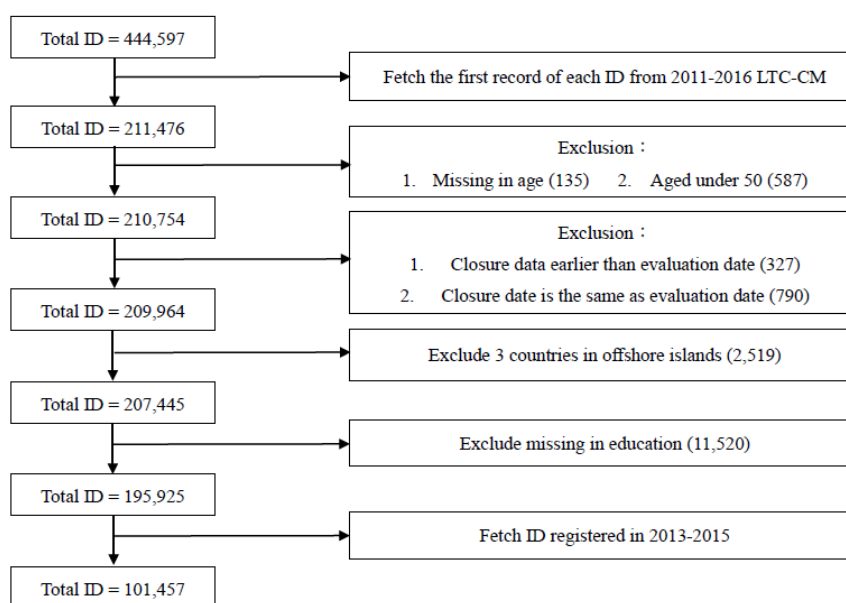 Total ID = 444,597
Fetch the first record of each ID from 2011-2016 LTC-CM
Total ID = 211,476
Exclusion：
1. Missing in age (135) 2. Aged under 50 (587)
Total ID = 210,754
Exclusion：
1. Closure data earlier than evaluation date (327)
2. Closure date is the same as evaluation date (790)
Total ID = 209,964
Exclude 3 countries in offshore islands (2,519)
Total ID = 207,445
Exclude missing in education (11,520)
Total ID = 195,925
Fetch ID registered in 2013-2015
Total ID = 101,457